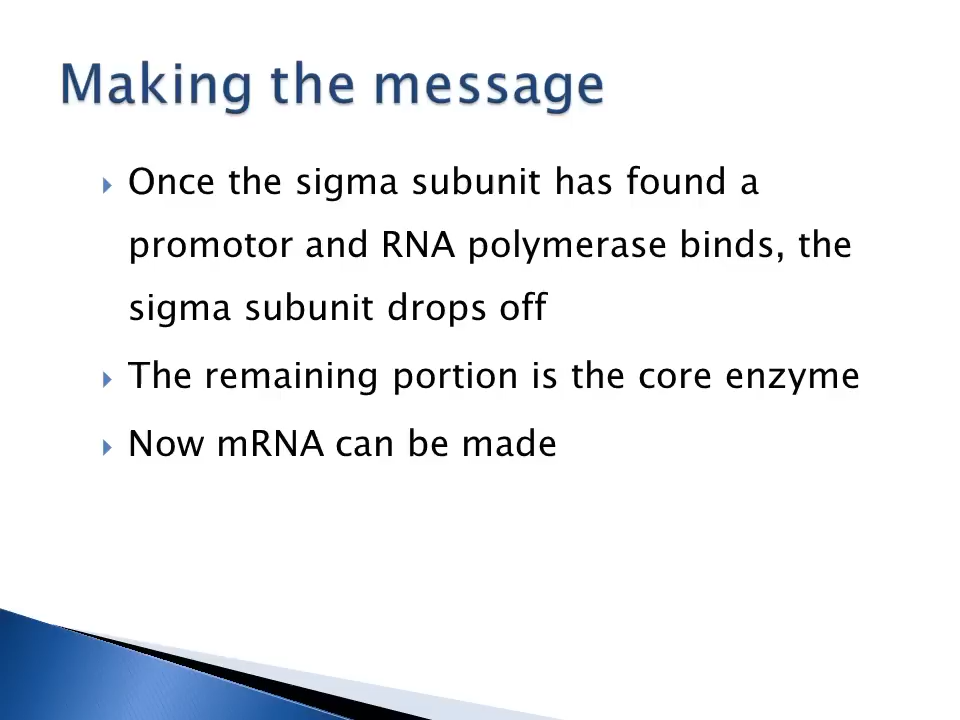 Making the message
Once the sigma subunit has found a
promotor and RNA polymerase binds, the
sigma subunit drops off
The remaining portion is the core enzyme
Now mRNA can be made